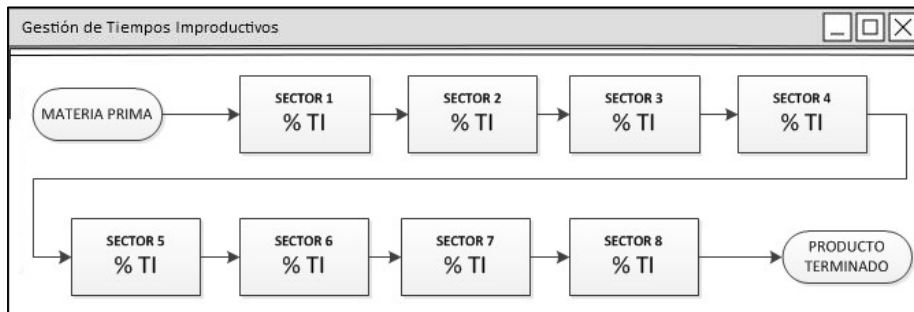 Gestión de Tiempos Improductivos
MATERIA PRIMA
SECTOR 1
% TI
SECTOR 2
% TI
SECTOR 3
% TI
SECTOR 4
% TI
SECTOR 5
% TI
SECTOR 6
% TI
SECTOR 7
% TI
SECTOR 8
% TI
PRODUCTO
TERMINADO